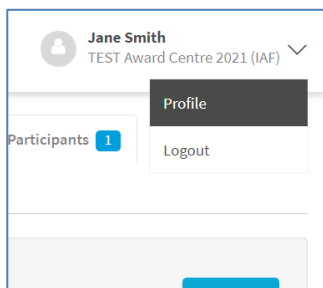 Jane Smith
TEST Award Centre 2021 (IAF)
Profile
Participants 1
Logout